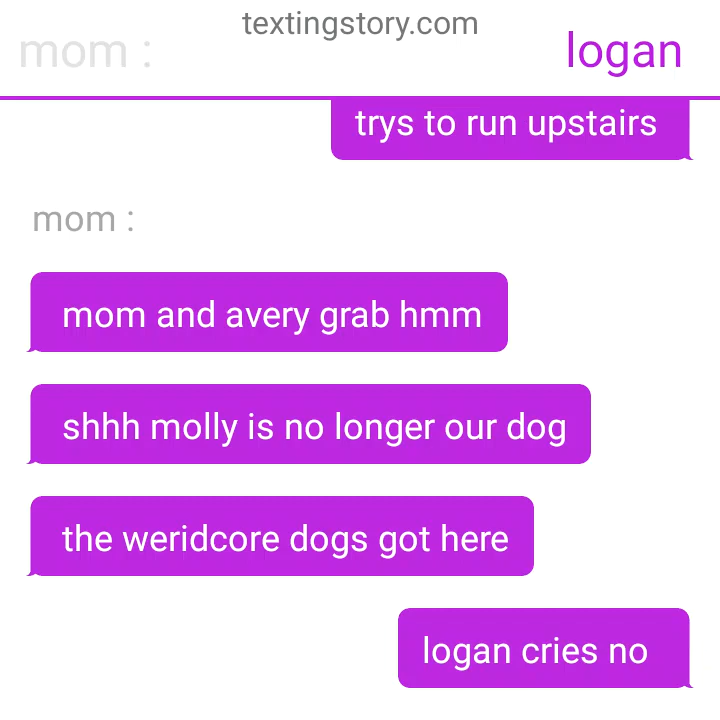 textingstory.com
mom :
logan
trys to run upstairs
mom :
mom and avery grab hmm
shhh molly is no longer our dog
the weridcore dogs got here
logan cries no